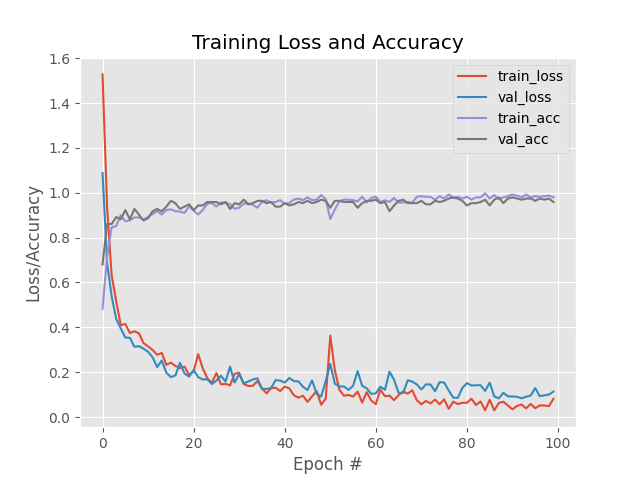 Training Loss and Accuracy
1.6
1.4
1.2
1.0
0.8
0.6
0.4
0.2
0.0
Loss/Accuracy
train_loss
val_loss
train_acc
val_acc
0 20 40 60 80 100
Epoch #